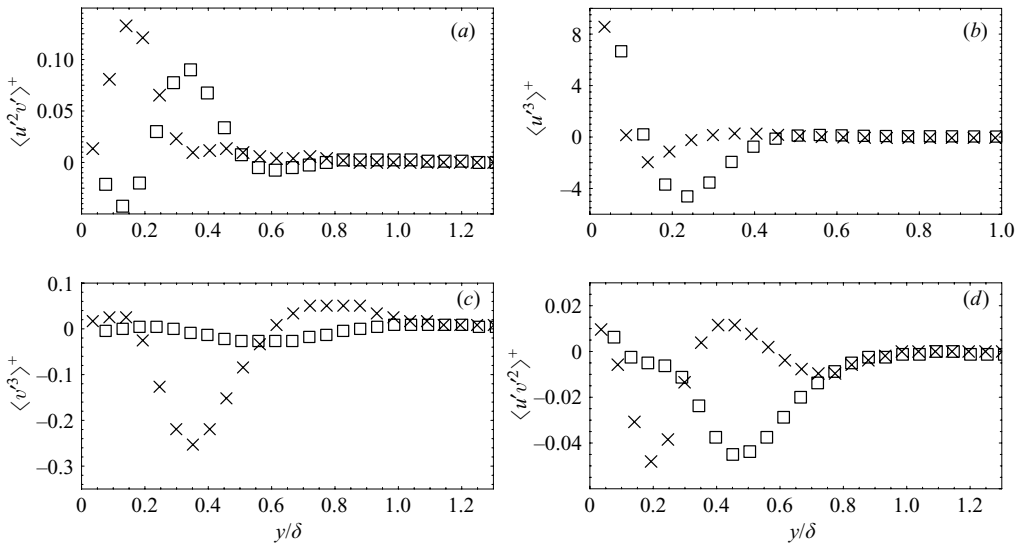 (a)
0.10
0.05
0
⟨u′²v′⟩⁺
0 0.2 0.4 0.6 0.8 1.0 1.2
(b)
8
4
0
−4
⟨u′³⟩⁺
0 0.2 0.4 0.6 0.8 1.0
(c)
0.1
0
−0.1
−0.2
−0.3
⟨v′³⟩⁺
0 0.2 0.4 0.6 0.8 1.0 1.2
y/δ
(d)
0.02
0
−0.02
−0.04
⟨u′v′²⟩⁺
0 0.2 0.4 0.6 0.8 1.0 1.2
y/δ